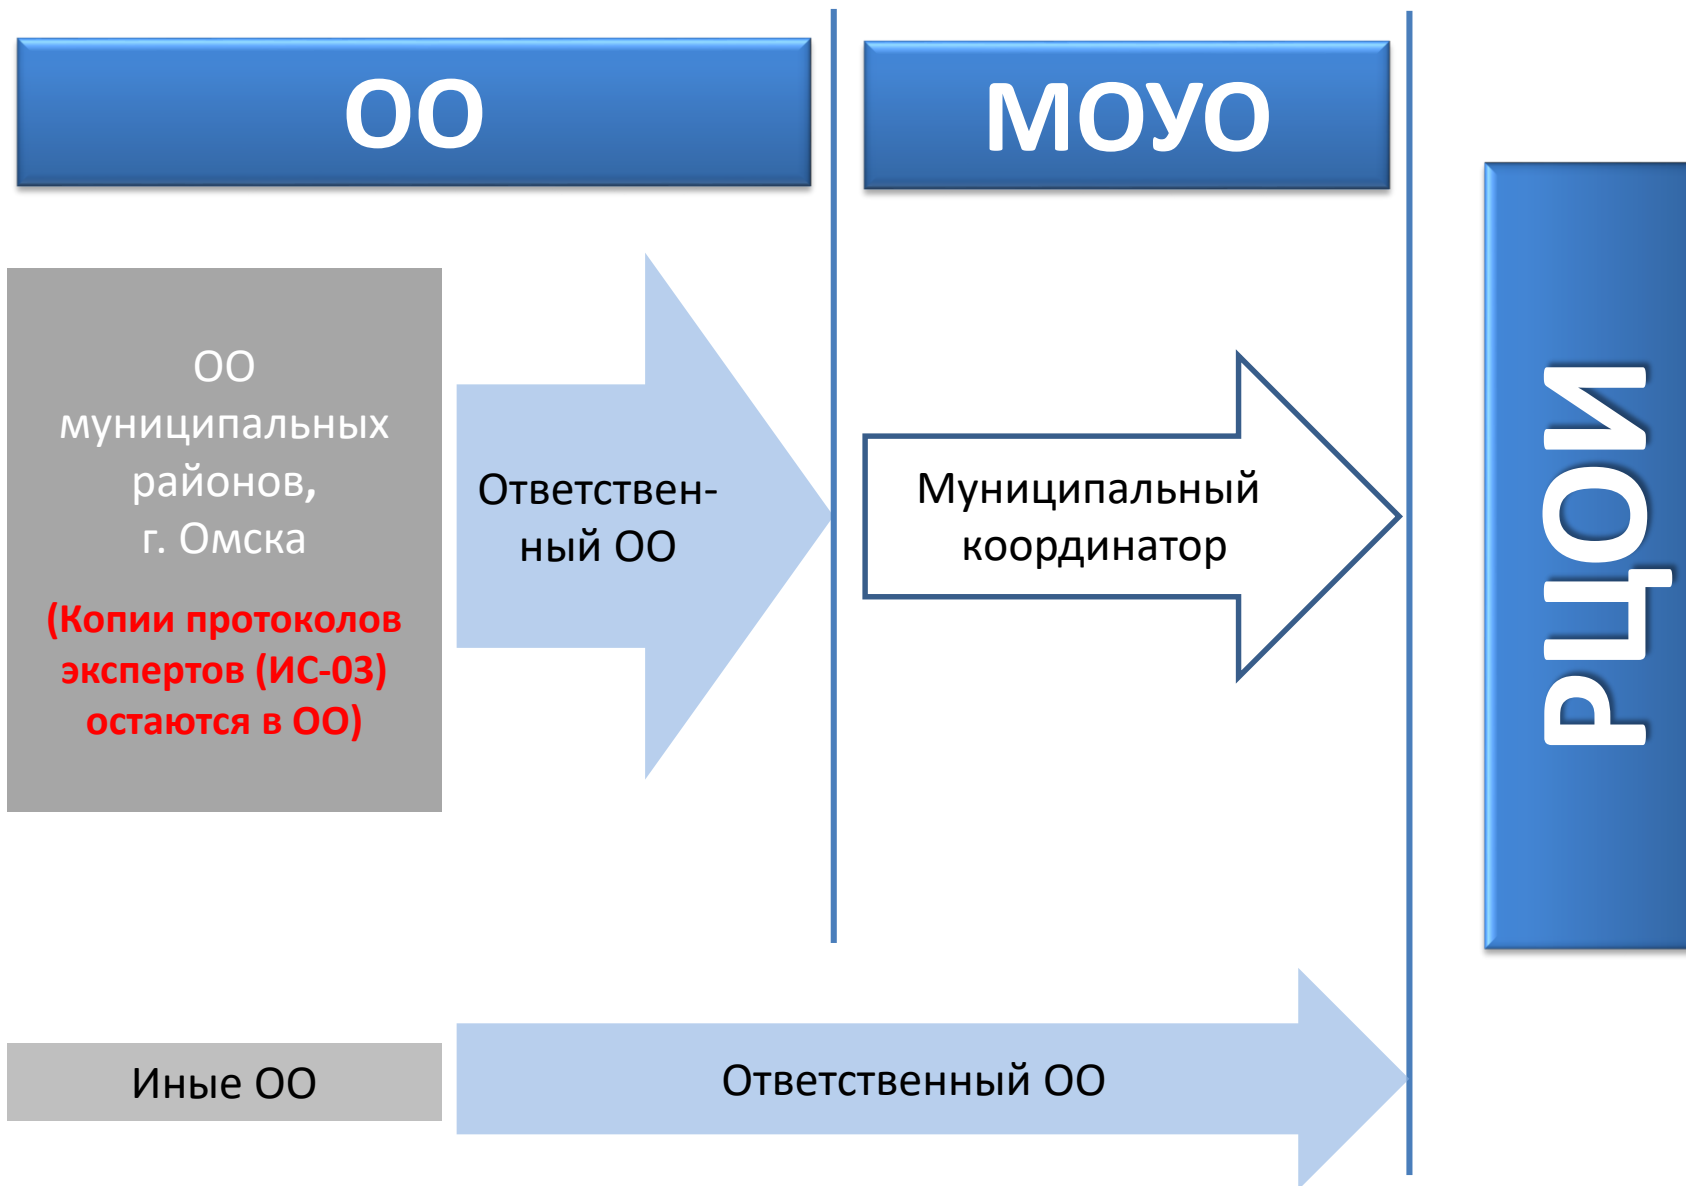 ОО
МОУО
РЦОИ
ОО
муниципальных
районов,
г. Омска
(Копии протоколов
экспертов (ИС-03)
остаются в ОО)
Ответствен-
ный ОО
Муниципальный
координатор
Иные ОО
Ответственный ОО